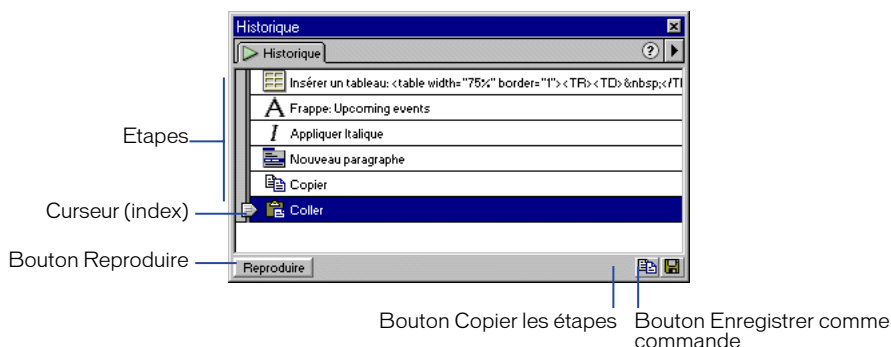 Historique
Historique
Insérer un tableau: <table width="75%" border="1"><TR><TD>&nbsp;</TI
Frappe: Upcoming events
Appliquer Italique
Nouveau paragraphe
Copier
Coller
Reproduire
Etapes
Curseur (index)
Bouton Reproduire
Bouton Copier les étapes
Bouton Enregistrer comme
commande